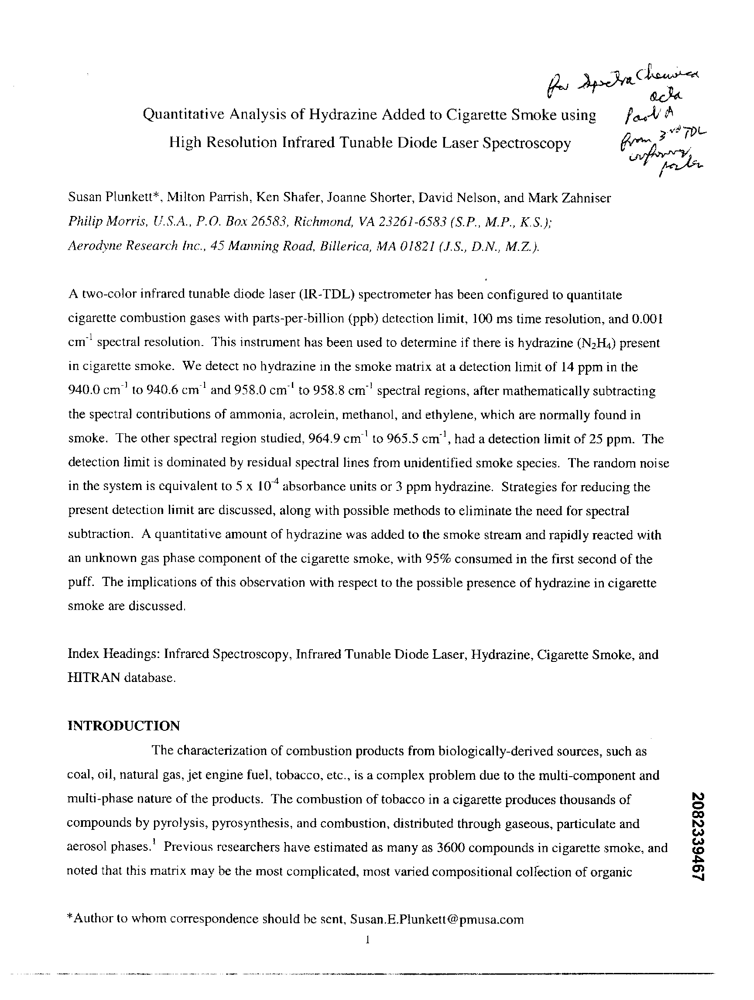 for Spectra Chemica
acta
Part A
from 3rd TDL
conference
poster
Quantitative Analysis of Hydrazine Added to Cigarette Smoke using
High Resolution Infrared Tunable Diode Laser Spectroscopy
Susan Plunkett*, Milton Parrish, Ken Shafer, Joanne Shorter, David Nelson, and Mark Zahniser
Philip Morris, U.S.A., P.O. Box 26583, Richmond, VA 23261-6583 (S.P., M.P., K.S.);
Aerodyne Research Inc., 45 Manning Road, Billerica, MA 01821 (J.S., D.N., M.Z.).
A two-color infrared tunable diode laser (IR-TDL) spectrometer has been configured to quantitate
cigarette combustion gases with parts-per-billion (ppb) detection limit, 100 ms time resolution, and 0.001
cm⁻¹ spectral resolution. This instrument has been used to determine if there is hydrazine (N₂H₄) present
in cigarette smoke. We detect no hydrazine in the smoke matrix at a detection limit of 14 ppm in the
940.0 cm⁻¹ to 940.6 cm⁻¹ and 958.0 cm⁻¹ to 958.8 cm⁻¹ spectral regions, after mathematically subtracting
the spectral contributions of ammonia, acrolein, methanol, and ethylene, which are normally found in
smoke. The other spectral region studied, 964.9 cm⁻¹ to 965.5 cm⁻¹, had a detection limit of 25 ppm. The
detection limit is dominated by residual spectral lines from unidentified smoke species. The random noise
in the system is equivalent to 5 x 10⁻⁴ absorbance units or 3 ppm hydrazine. Strategies for reducing the
present detection limit are discussed, along with possible methods to eliminate the need for spectral
subtraction. A quantitative amount of hydrazine was added to the smoke stream and rapidly reacted with
an unknown gas phase component of the cigarette smoke, with 95% consumed in the first second of the
puff. The implications of this observation with respect to the possible presence of hydrazine in cigarette
smoke are discussed.
Index Headings: Infrared Spectroscopy, Infrared Tunable Diode Laser, Hydrazine, Cigarette Smoke, and
HITRAN database.
INTRODUCTION
The characterization of combustion products from biologically-derived sources, such as
coal, oil, natural gas, jet engine fuel, tobacco, etc., is a complex problem due to the multi-component and
multi-phase nature of the products. The combustion of tobacco in a cigarette produces thousands of
compounds by pyrolysis, pyrosynthesis, and combustion, distributed through gaseous, particulate and
aerosol phases.¹ Previous researchers have estimated as many as 3600 compounds in cigarette smoke, and
noted that this matrix may be the most complicated, most varied compositional collection of organic
*Author to whom correspondence should be sent, Susan.E.Plunkett@pmusa.com
1
2082339467